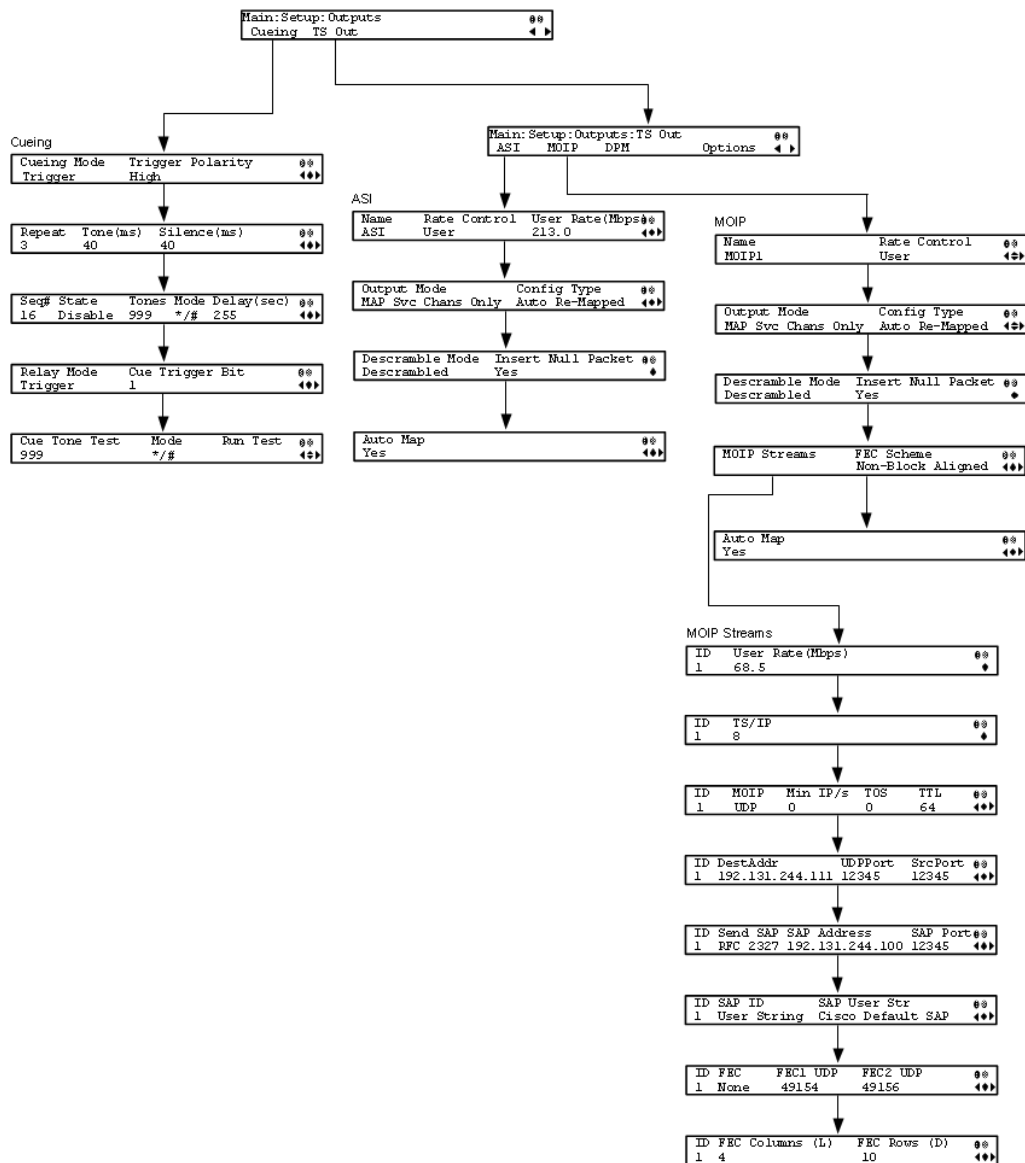 Main:Setup:Outputs
Cueing TS Out
Cueing
Cueing Mode Trigger Polarity
Trigger High
Repeat Tone(ms) Silence(ms)
3 40 40
Seq# State Tones Mode Delay(sec)
16 Disable 999 */# 255
Relay Mode Cue Trigger Bit
Trigger 1
Cue Tone Test Mode Run Test
999 */#
Main:Setup:Outputs:TS Out
ASI MOIP DPM Options
ASI
Name Rate Control User Rate(Mbps)
ASI User 213.0
Output Mode Config Type
MAP Svc Chans Only Auto Re-Mapped
Descramble Mode Insert Null Packet
Descrambled Yes
Auto Map
Yes
MOIP
Name Rate Control
MOIP1 User
Output Mode Config Type
MAP Svc Chans Only Auto Re-Mapped
Descramble Mode Insert Null Packet
Descrambled Yes
MOIP Streams FEC Scheme
Non-Block Aligned
Auto Map
Yes
MOIP Streams
ID User Rate(Mbps)
1 68.5
ID TS/IP
1 8
ID MOIP Min IP/s TOS TTL
1 UDP 0 0 64
ID DestAddr UDPPort SrcPort
1 192.131.244.111 12345 12345
ID Send SAP SAP Address SAP Port
1 RFC 2327 192.131.244.100 12345
ID SAP ID SAP User Str
1 User String Cisco Default SAP
ID FEC FEC1 UDP FEC2 UDP
1 None 49154 49156
ID FEC Columns (L) FEC Rows (D)
1 4 10